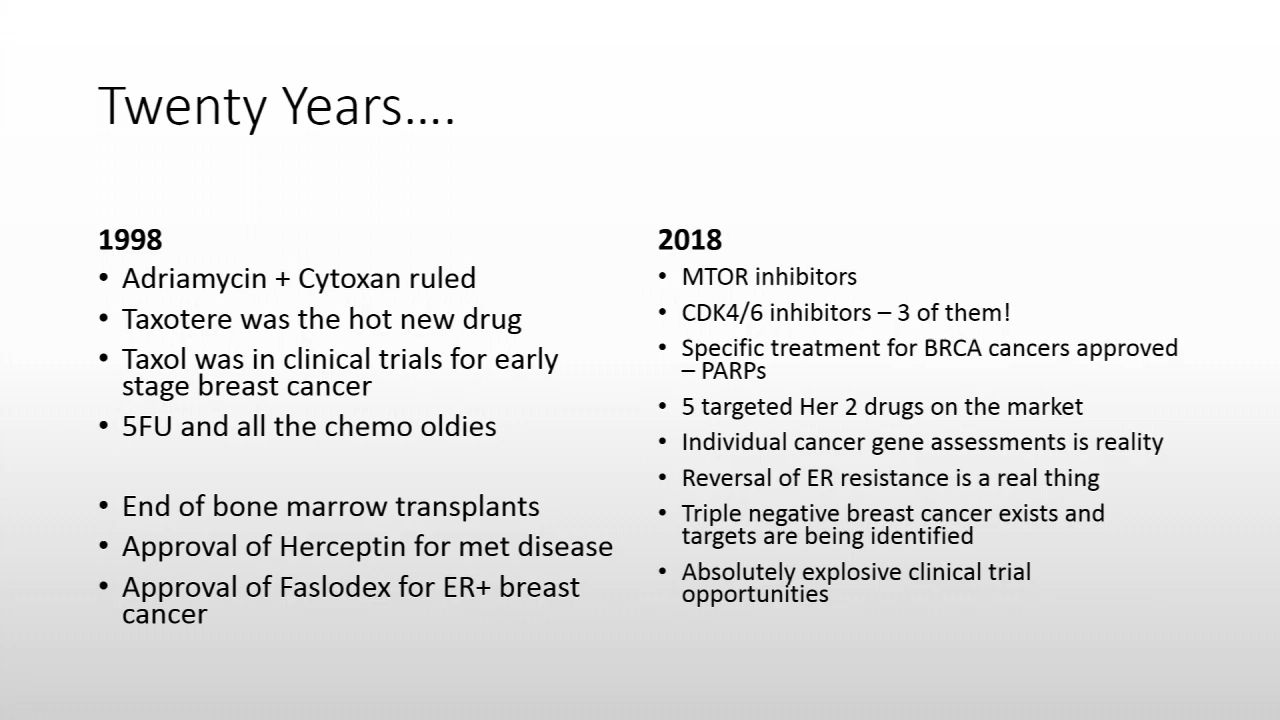 Twenty Years....
1998
• Adriamycin + Cytoxan ruled
• Taxotere was the hot new drug
• Taxol was in clinical trials for early
stage breast cancer
• 5FU and all the chemo oldies
• End of bone marrow transplants
• Approval of Herceptin for met disease
• Approval of Faslodex for ER+ breast
cancer
2018
• MTOR inhibitors
• CDK4/6 inhibitors – 3 of them!
• Specific treatment for BRCA cancers approved
– PARPs
• 5 targeted Her 2 drugs on the market
• Individual cancer gene assessments is reality
• Reversal of ER resistance is a real thing
• Triple negative breast cancer exists and
targets are being identified
• Absolutely explosive clinical trial
opportunities